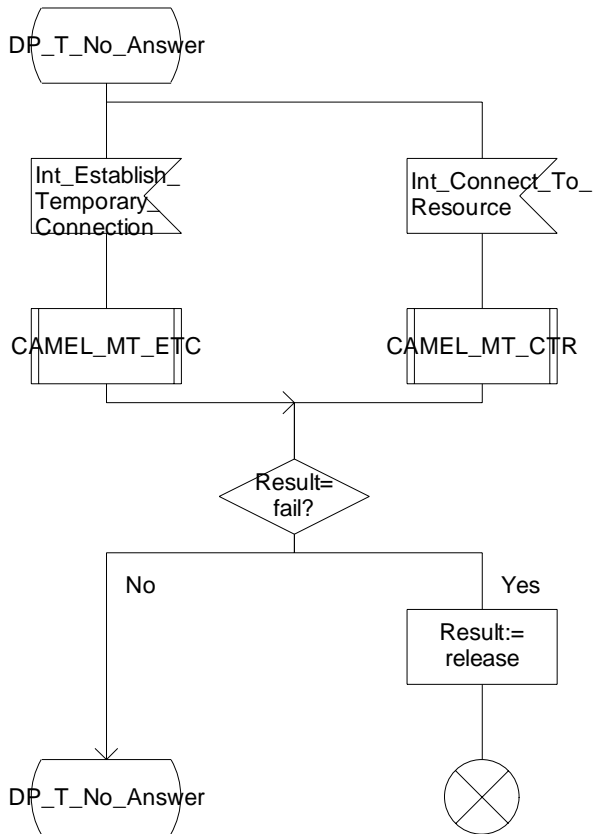 DP_T_No_Answer
Int_Establish_
Temporary_
Connection
Int_Connect_To_
Resource
CAMEL_MT_ETC
CAMEL_MT_CTR
Result=
fail?
No
Yes
Result:=
release
DP_T_No_Answer